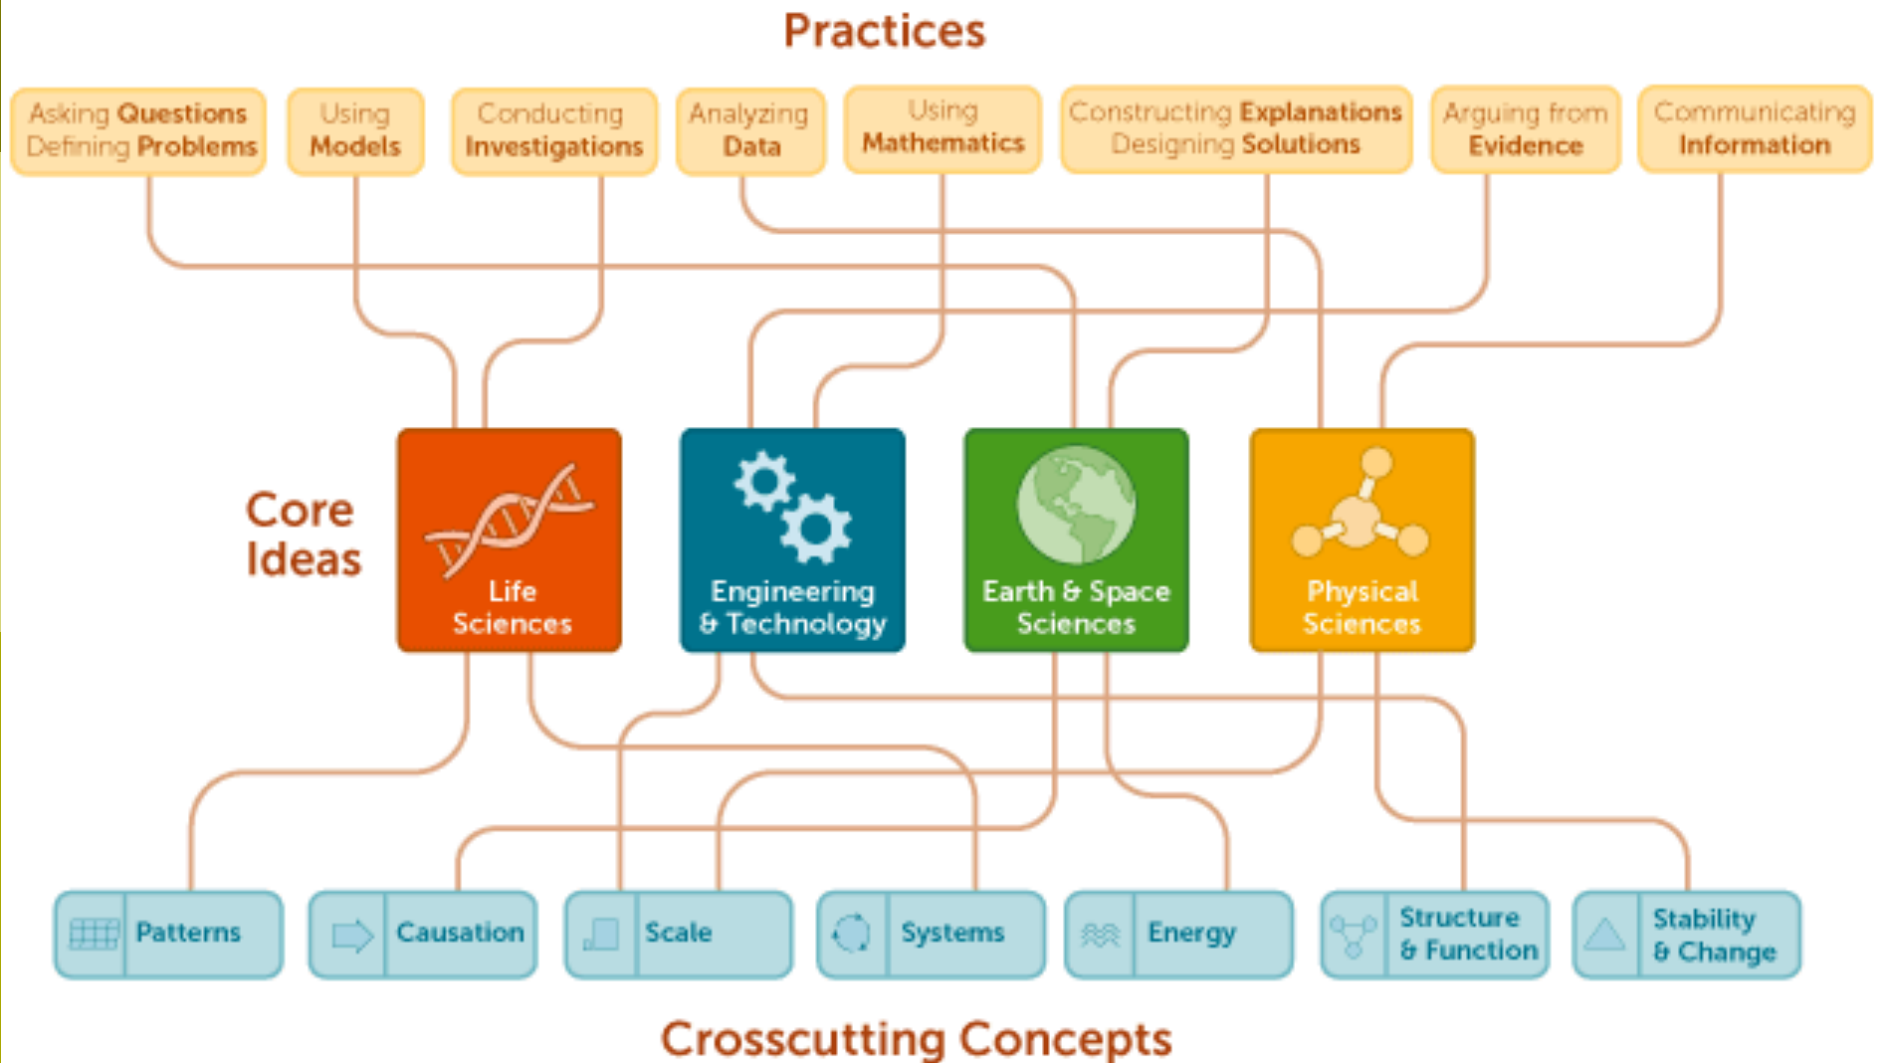 Practices
Asking Questions
Defining Problems
Using
Models
Conducting
Investigations
Analyzing
Data
Using
Mathematics
Constructing Explanations
Designing Solutions
Arguing from
Evidence
Communicating
Information
Core
Ideas
Life
Sciences
Engineering
& Technology
Earth & Space
Sciences
Physical
Sciences
Patterns
Causation
Scale
Systems
Energy
Structure
& Function
Stability
& Change
Crosscutting Concepts